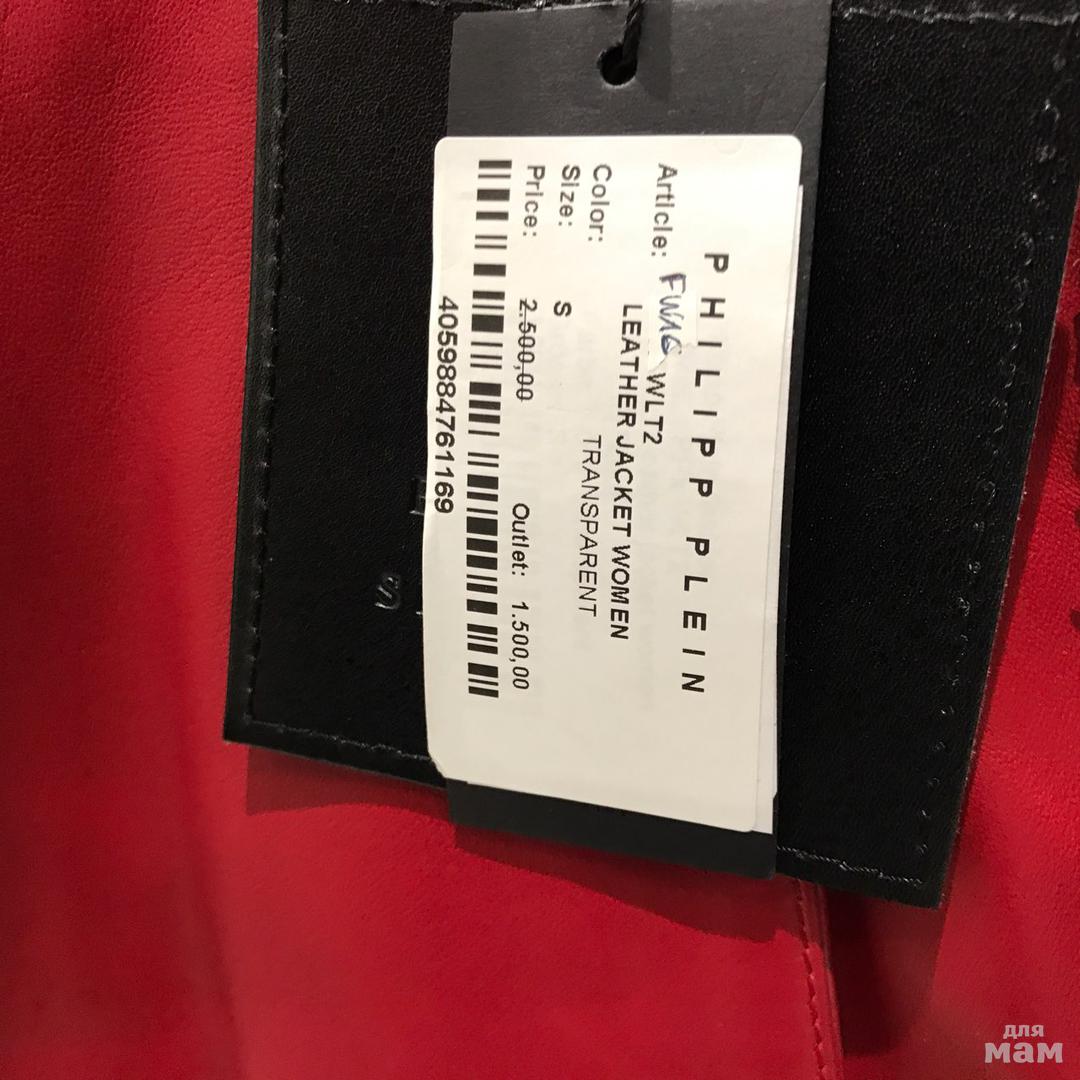 PHILIPP PLEIN
Article: FW16 WLT2
LEATHER JACKET WOMEN
Color: TRANSPARENT
Size: S
Price: 2.500,00 Outlet: 1.500,00
4059884761169
S
для
мам